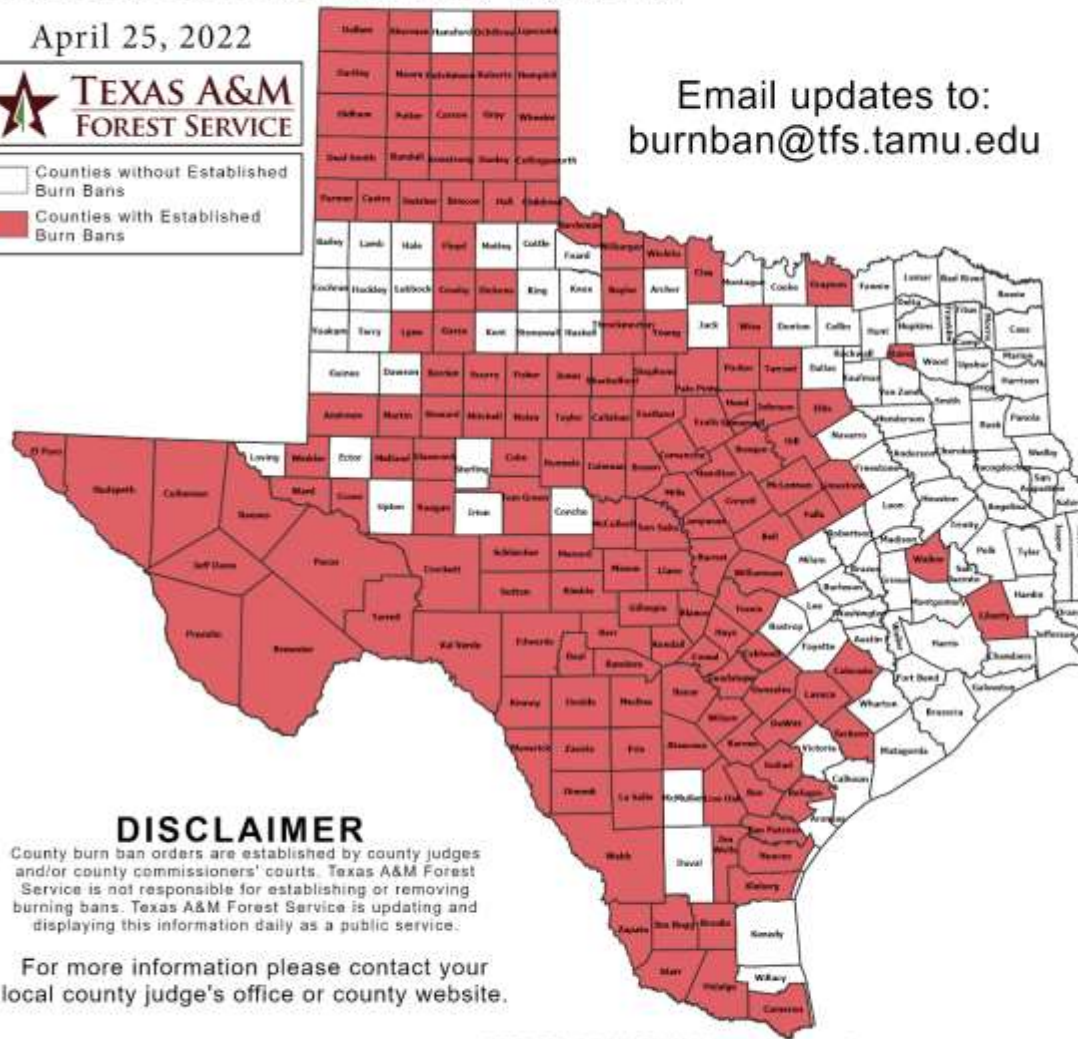 April 25, 2022
TEXAS A&M
FOREST SERVICE
Counties without Established
Burn Bans
Counties with Established
Burn Bans
Email updates to:
burnban@tfs.tamu.edu
Dallam Sherman Hansford Ochiltree Lipscomb
Hartley Moore Hutchinson Roberts Hemphill
Oldham Potter Carson Gray Wheeler
Deaf Smith Randall Armstrong Donley Collingsworth
Parmer Castro Swisher Briscoe Hall Childress
Hardeman Wilbarger Wichita
Bailey Lamb Hale Floyd Motley Cottle Foard
Clay Montague Cooke Grayson Fannin Lamar Red River Bowie
Cochran Hockley Lubbock Crosby Dickens King Knox Baylor Archer
Delta Titus Franklin Morris Cass
Yoakum Terry Lynn Garza Kent Stonewall Haskell Throckmorton Young Jack Wise Denton Collin Hunt Hopkins Camp
Rockwall Rains Wood Upshur Marion
Gaines Dawson Borden Scurry Fisher Jones Shackelford Stephens Palo Pinto Parker Tarrant Dallas Kaufman Van Zandt Gregg Harrison
Smith
Andrews Martin Howard Mitchell Nolan Taylor Callahan Eastland Erath Somervell Hood Johnson Ellis Henderson Rusk Panola
El Paso Hudspeth Culberson Loving Winkler Ector Midland Glasscock Sterling Coke Runnels Coleman Brown Comanche Hamilton Bosque Hill Navarro Anderson Cherokee Shelby
Freestone Nacogdoches San Augustine
Reeves Ward Crane Upton Reagan Irion Tom Green Concho McCulloch San Saba Mills Lampasas Coryell McLennan Limestone Falls Leon Houston Angelina
Jasper
Jeff Davis Pecos Crockett Schleicher Menard Mason Llano Burnet Bell Milam Robertson Madison Trinity Polk Tyler
Walker San Jacinto
Presidio Brewster Terrell Sutton Kimble Gillespie Blanco Williamson Travis Burleson Brazos Grimes Montgomery Liberty Hardin Orange
Lee Washington
Val Verde Edwards Real Kerr Bandera Kendall Comal Hays Caldwell Bastrop Fayette Austin Waller Harris Jefferson
Chambers
Kinney Uvalde Medina Bexar Guadalupe Gonzales Lavaca Colorado Fort Bend Galveston
Wharton Brazoria
Maverick Zavala Frio Atascosa Wilson Karnes DeWitt Victoria Jackson Matagorda
Goliad Calhoun
Dimmit La Salle McMullen Live Oak Bee Refugio Aransas
San Patricio
Webb Duval Jim Wells Nueces
Kleberg
Zapata Jim Hogg Brooks Kenedy
Starr Hidalgo Willacy
Cameron
DISCLAIMER
County burn ban orders are established by county judges
and/or county commissioners' courts. Texas A&M Forest
Service is not responsible for establishing or removing
burning bans. Texas A&M Forest Service is updating and
displaying this information daily as a public service.
For more information please contact your
local county judge's office or county website.